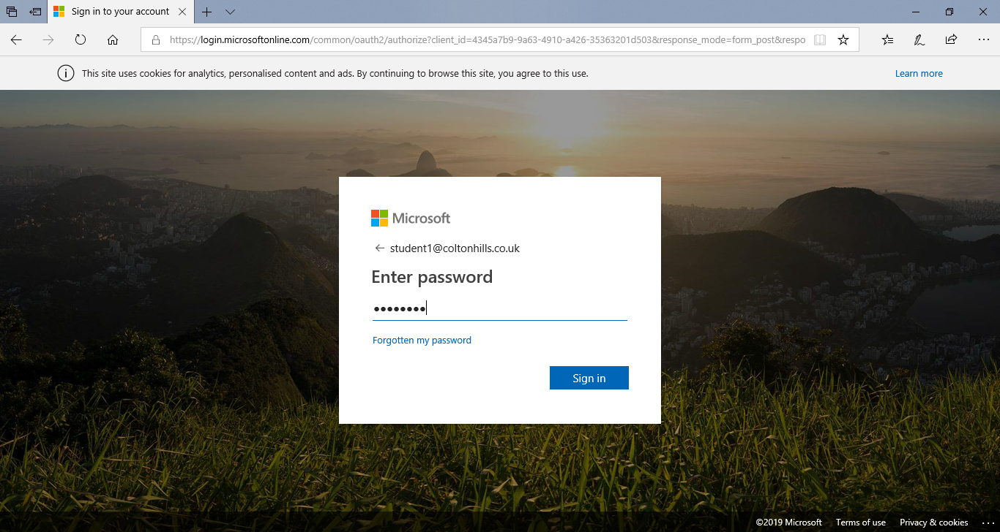 Sign in to your account
https://login.microsoftonline.com/common/oauth2/authorize?client_id=4345a7b9-9a63-4910-a426-35363201d503&response_mode=form_post&respo
This site uses cookies for analytics, personalised content and ads. By continuing to browse this site, you agree to this use.
Learn more
Microsoft
student1@coltonhills.co.uk
Enter password
Forgotten my password
Sign in
©2019 Microsoft Terms of use Privacy & cookies